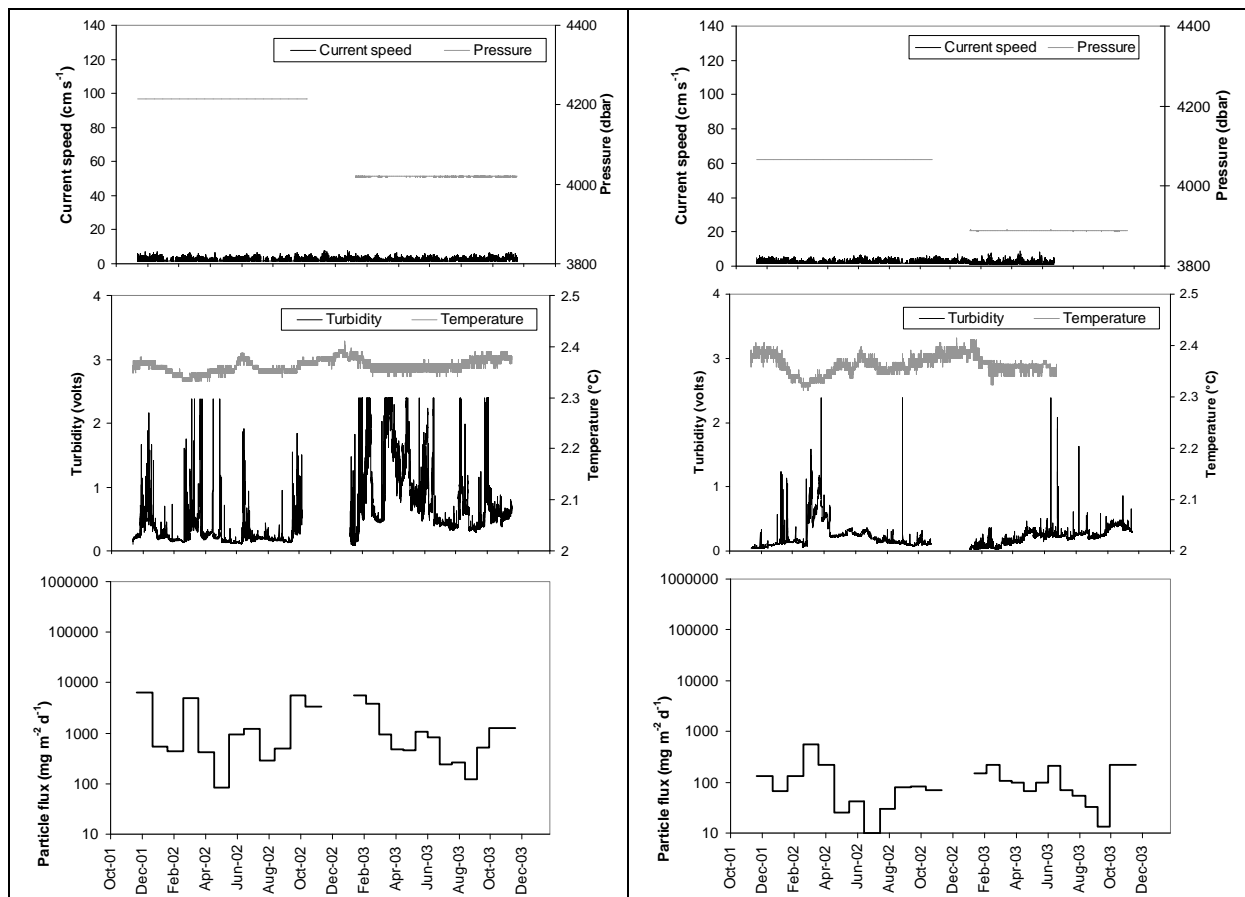 Current speed (cm s⁻¹)
140
120
100
80
60
40
20
0
Current speed
Pressure
4400
4200
4000
3800
Pressure (dbar)
Turbidity (volts)
4
3
2
1
0
Turbidity
Temperature
2.5
2.4
2.3
2.2
2.1
2
Temperature (°C)
Particle flux (mg m⁻² d⁻¹)
1000000
100000
10000
1000
100
10
Oct-01
Dec-01
Feb-02
Apr-02
Jun-02
Aug-02
Oct-02
Dec-02
Feb-03
Apr-03
Jun-03
Aug-03
Oct-03
Dec-03
Current speed (cm s⁻¹)
140
120
100
80
60
40
20
0
Current speed
Pressure
4400
4200
4000
3800
Pressure (dbar)
Turbidity (volts)
4
3
2
1
0
Turbidity
Temperature
2.5
2.4
2.3
2.2
2.1
2
Temperature (°C)
Particle flux (mg m⁻² d⁻¹)
1000000
100000
10000
1000
100
10
Oct-01
Dec-01
Feb-02
Apr-02
Jun-02
Aug-02
Oct-02
Dec-02
Feb-03
Apr-03
Jun-03
Aug-03
Oct-03
Dec-03